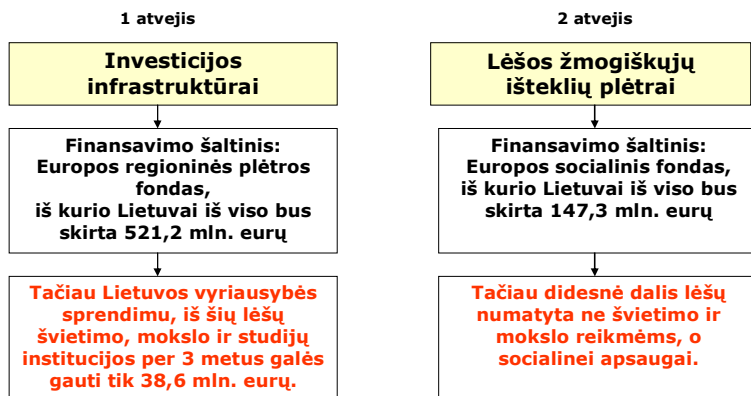 1 atvejis
Investicijos
infrastruktūrai
Finansavimo šaltinis:
Europos regioninės plėtros
fondas,
iš kurio Lietuvai iš viso bus
skirta 521,2 mln. eurų
Tačiau Lietuvos vyriausybės
sprendimu, iš šių lėšų
švietimo, mokslo ir studijų
institucijos per 3 metus galės
gauti tik 38,6 mln. eurų.
2 atvejis
Lėšos žmogiškųjų
išteklių plėtrai
Finansavimo šaltinis:
Europos socialinis fondas,
iš kurio Lietuvai iš viso bus
skirta 147,3 mln. eurų
Tačiau didesnė dalis lėšų
numatyta ne švietimo ir
mokslo reikmėms, o
socialinei apsaugai.